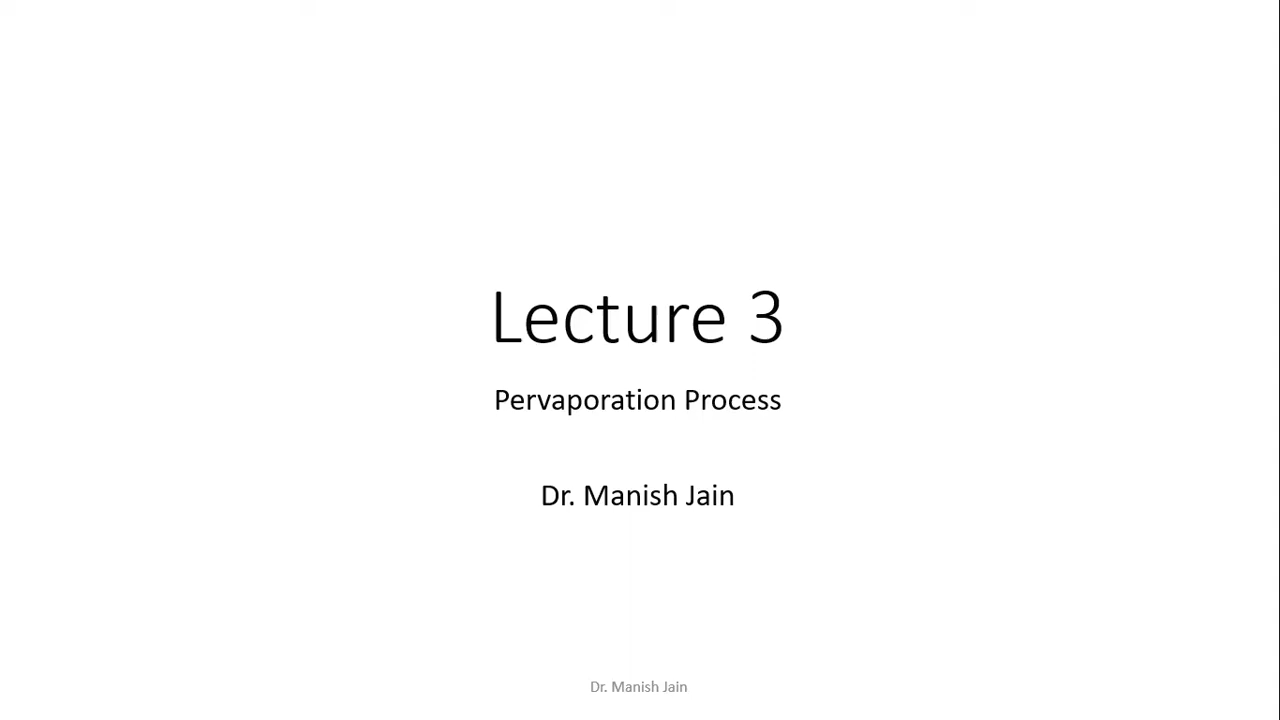 Lecture 3
Pervaporation Process
Dr. Manish Jain
Dr. Manish Jain